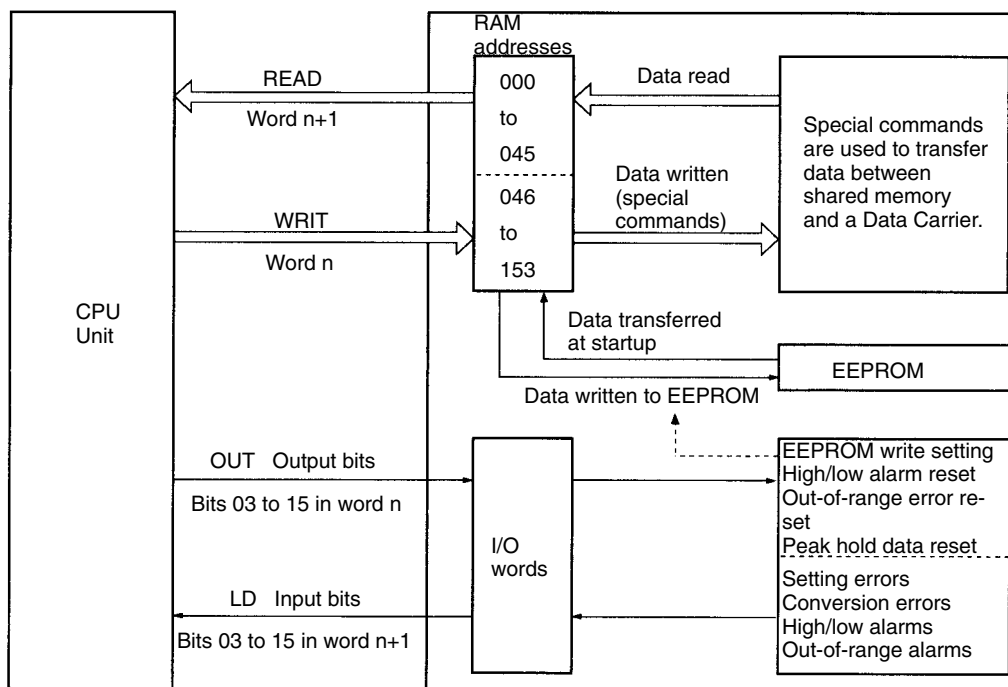 RAM
addresses
READ
Word n+1
000
to
045
Data read
Special commands
are used to transfer
data between
shared memory
and a Data Carrier.
WRIT
Word n
046
to
153
Data written
(special
commands)
CPU
Unit
Data transferred
at startup
EEPROM
Data written to EEPROM
OUT Output bits
Bits 03 to 15 in word n
I/O
words
EEPROM write setting
High/low alarm reset
Out-of-range error re-
set
Peak hold data reset
LD Input bits
Bits 03 to 15 in word n+1
Setting errors
Conversion errors
High/low alarms
Out-of-range alarms